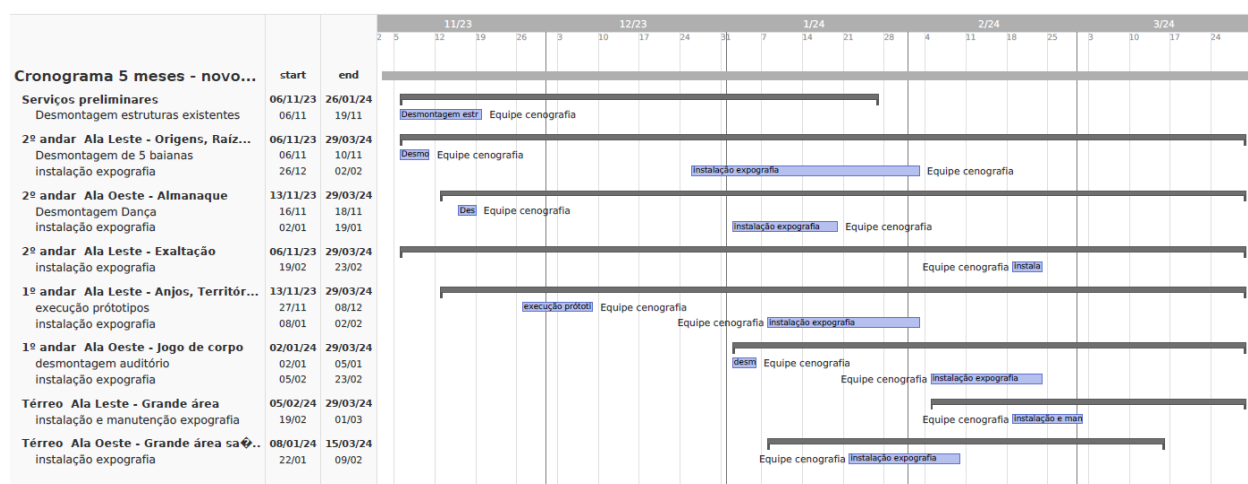 11/23 12/23 1/24 2/24 3/24
2 5 12 19 26 3 10 17 24 31 7 14 21 28 4 11 18 25 3 10 17 24
Cronograma 5 meses - novo... start end
Serviços preliminares 06/11/23 26/01/24
Desmontagem estruturas existentes 06/11 19/11 Desmontagem estr Equipe cenografia
2º andar Ala Leste - Origens, Raíz... 06/11/23 29/03/24
Desmontagem de 5 baianas 06/11 10/11 Desmo Equipe cenografia
instalação expografia 26/12 02/02 instalação expografia Equipe cenografia
2º andar Ala Oeste - Almanaque 13/11/23 29/03/24
Desmontagem Dança 16/11 18/11 Des Equipe cenografia
instalação expografia 02/01 19/01 instalação expografia Equipe cenografia
2º andar Ala Leste - Exaltação 06/11/23 29/03/24
instalação expografia 19/02 23/02 Equipe cenografia instala
1º andar Ala Leste - Anjos, Territór... 13/11/23 29/03/24
execução prótotipos 27/11 08/12 execução prótoti Equipe cenografia
instalação expografia 08/01 02/02 Equipe cenografia instalação expografia
1º andar Ala Oeste - Jogo de corpo 02/01/24 29/03/24
desmontagem auditório 02/01 05/01 desm Equipe cenografia
instalação expografia 05/02 23/02 Equipe cenografia instalação expografia
Térreo Ala Leste - Grande área 05/02/24 29/03/24
instalação e manutenção expografia 19/02 01/03 Equipe cenografia instalação e man
Térreo Ala Oeste - Grande área sa�.. 08/01/24 15/03/24
instalação expografia 22/01 09/02 Equipe cenografia instalação expografia